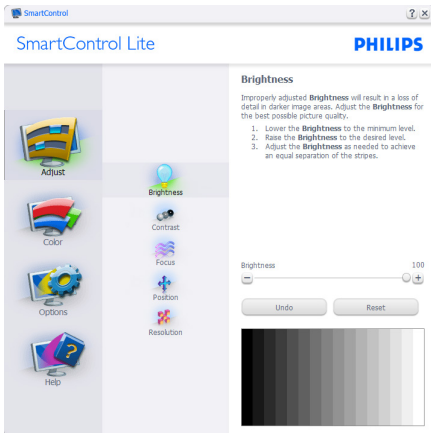 SmartControl
? ×
SmartControl Lite
PHILIPS
Adjust
Color
Options
Help
Brightness
Contrast
Focus
Position
Resolution
Brightness
Improperly adjusted Brightness will result in a loss of
detail in darker image areas. Adjust the Brightness for
the best possible picture quality.
1. Lower the Brightness to the minimum level.
2. Raise the Brightness to the desired level.
3. Adjust the Brightness as needed to achieve
an equal separation of the stripes.
Brightness 100
Undo Reset